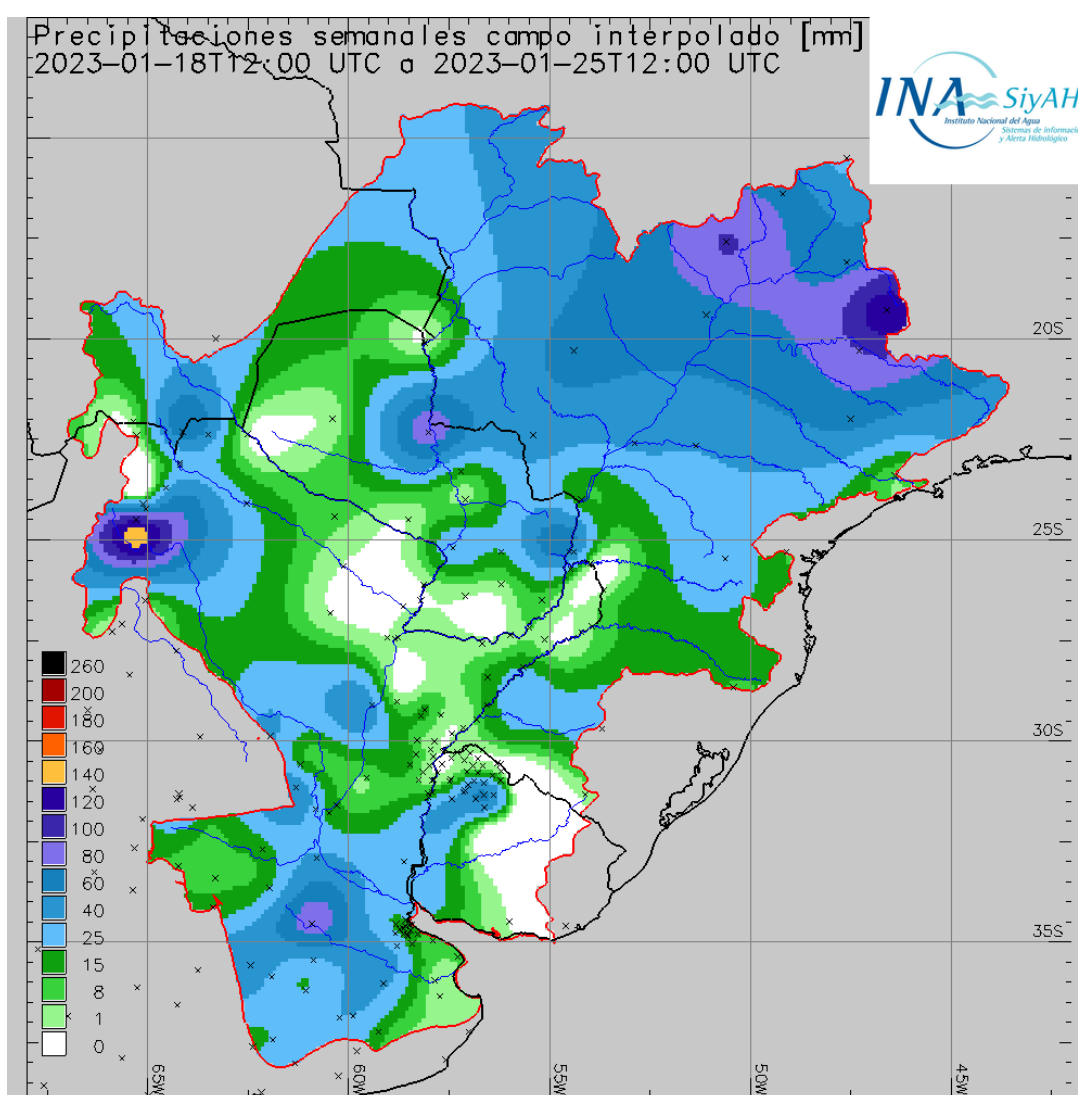 Precipitaciones semanales campo interpolado [mm]
2023-01-18T12:00 UTC a 2023-01-25T12:00 UTC
INA
SiyAH
Instituto Nacional del Agua
Sistemas de informaci
y Alerta Hidrológico
20S
25S
30S
35S
260
200
180
160
140
120
100
80
60
40
25
15
8
1
0
65W
60W
55W
50W
45W